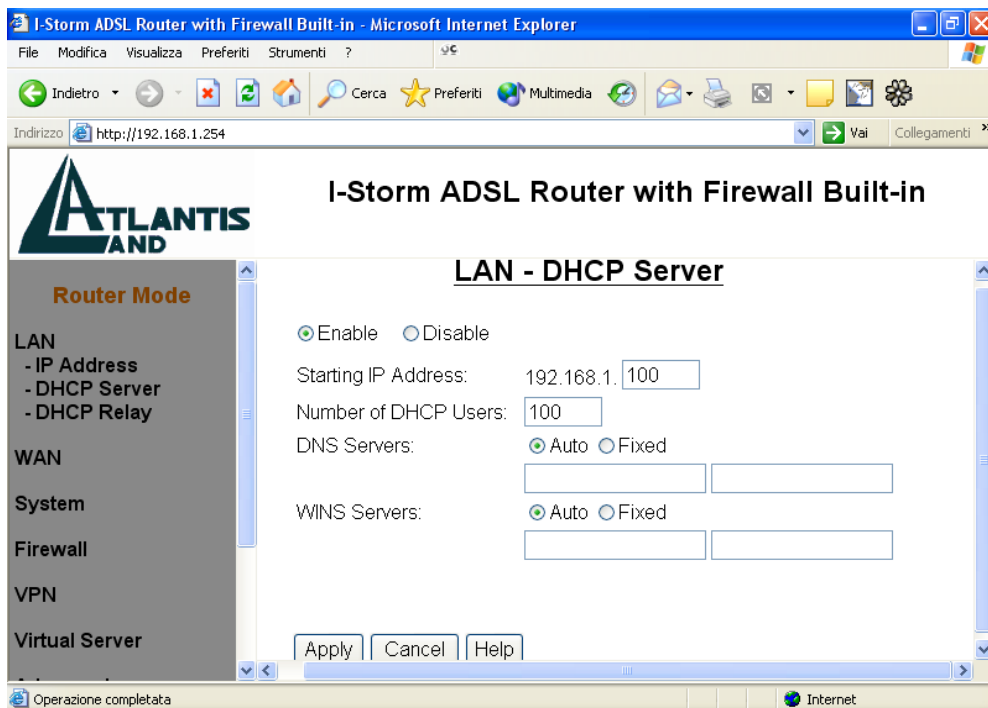 I-Storm ADSL Router with Firewall Built-in - Microsoft Internet Explorer
File Modifica Visualizza Preferiti Strumenti ?
Indietro Cerca Preferiti Multimedia
Indirizzo http://192.168.1.254 Vai Collegamenti »
ATLANTIS
LAND
I-Storm ADSL Router with Firewall Built-in
Router Mode
LAN
- IP Address
- DHCP Server
- DHCP Relay
WAN
System
Firewall
VPN
Virtual Server
LAN - DHCP Server
Enable Disable
Starting IP Address: 192.168.1. 100
Number of DHCP Users: 100
DNS Servers: Auto Fixed
WINS Servers: Auto Fixed
Apply Cancel Help
Operazione completata Internet